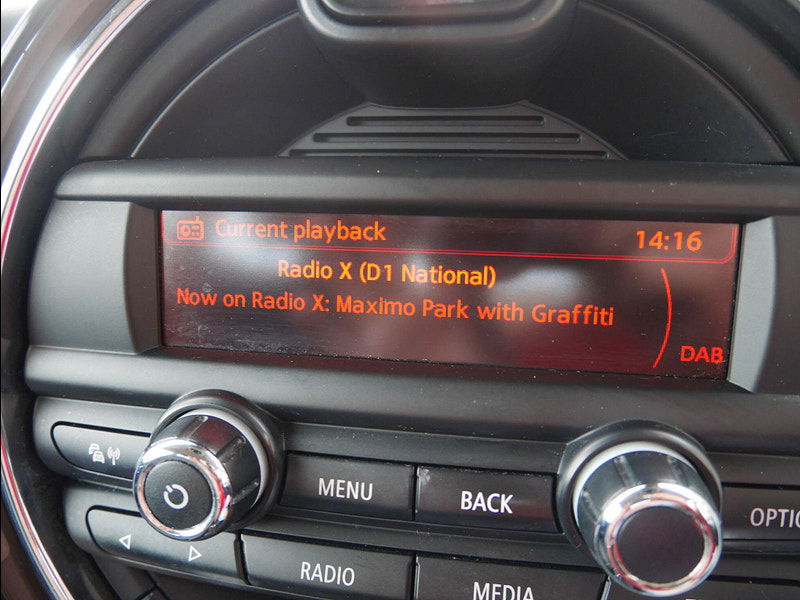 Current playback 14:16
Radio X (D1 National)
Now on Radio X: Maximo Park with Graffiti
DAB
MENU BACK OPTIO
RADIO MEDIA